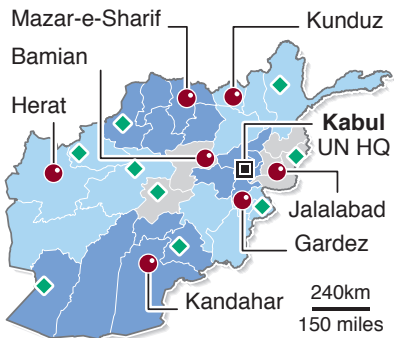 Mazar-e-Sharif
Kunduz
Bamian
Herat
Kabul
UN HQ
Jalalabad
Gardez
Kandahar
240km
150 miles